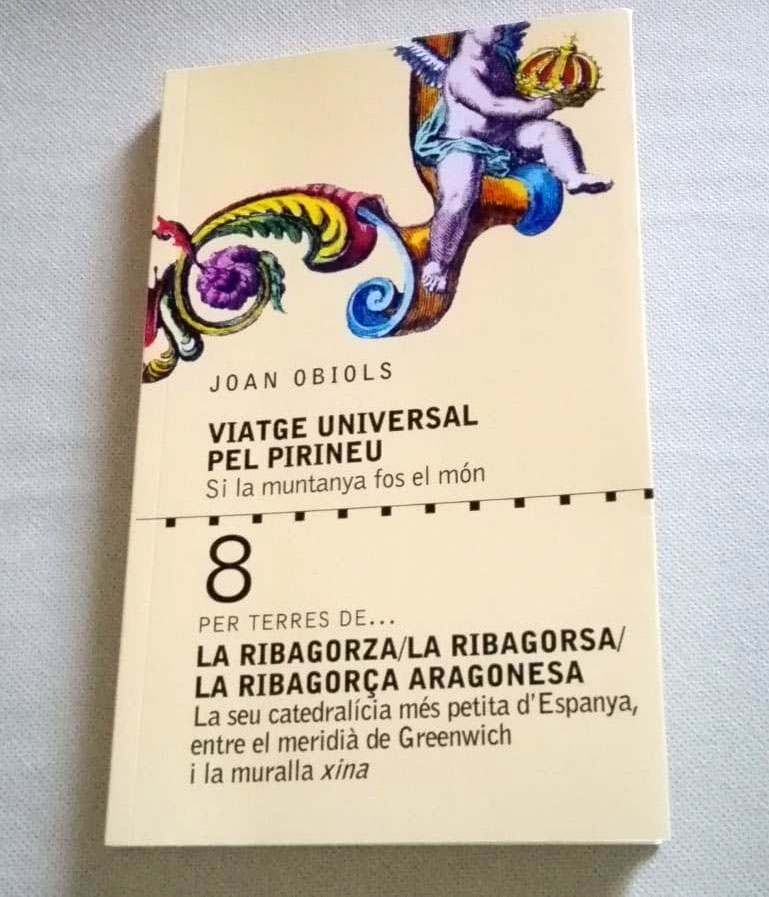 JOAN OBIOLS
VIATGE UNIVERSAL
PEL PIRINEU
Si la muntanya fos el món
8
PER TERRES DE...
LA RIBAGORZA/LA RIBAGORSA/
LA RIBAGORÇA ARAGONESA
La seu catedralícia més petita d'Espanya,
entre el meridià de Greenwich
i la muralla xina